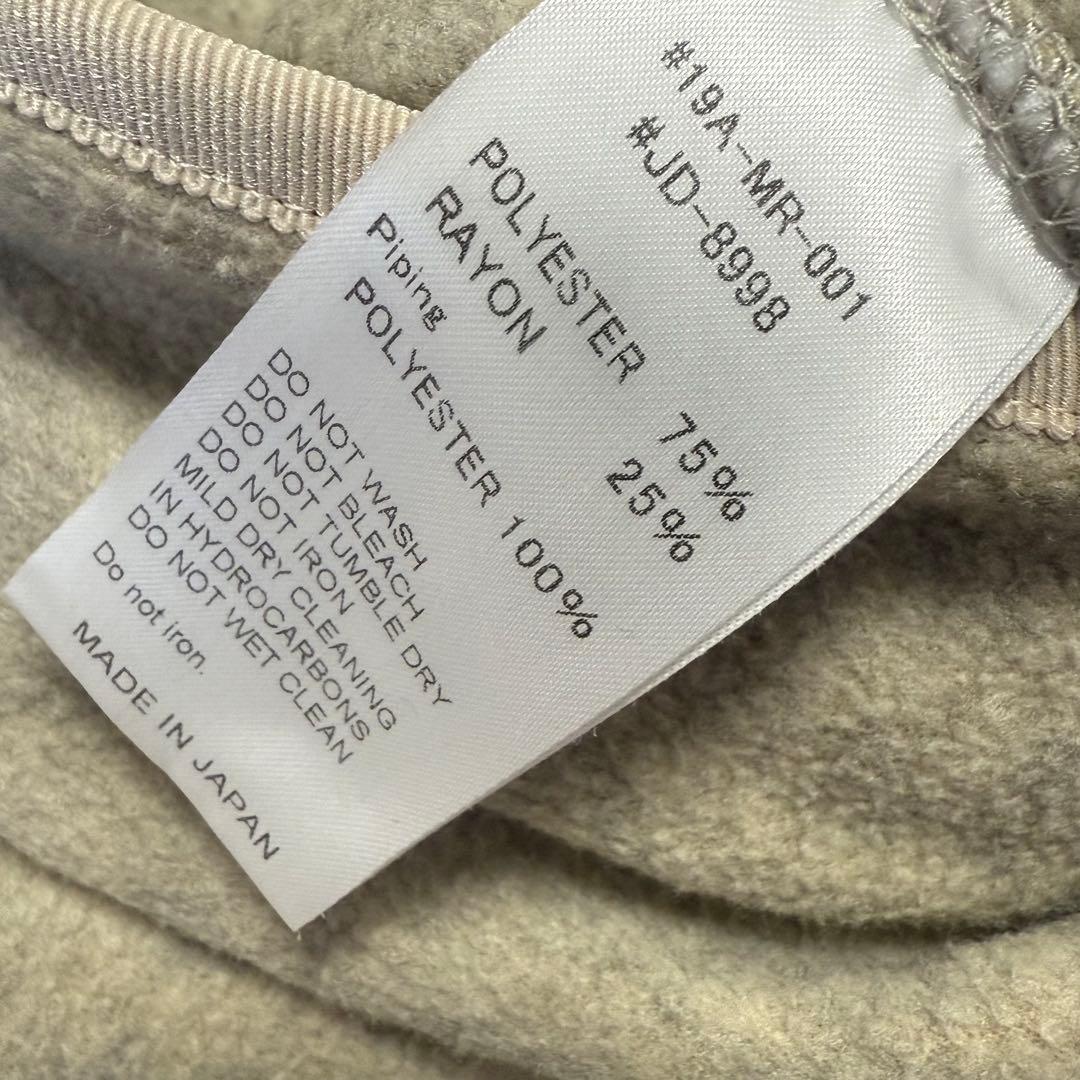 #19A-MR-001
#JD-8998
POLYESTER 75%
RAYON 25%
Piping
POLYESTER 100%
DO NOT WASH
DO NOT BLEACH
DO NOT TUMBLE DRY
DO NOT IRON
MILD DRY CLEANING
IN HYDROCARBONS
DO NOT WET CLEAN
Do not iron.
MADE IN JAPAN